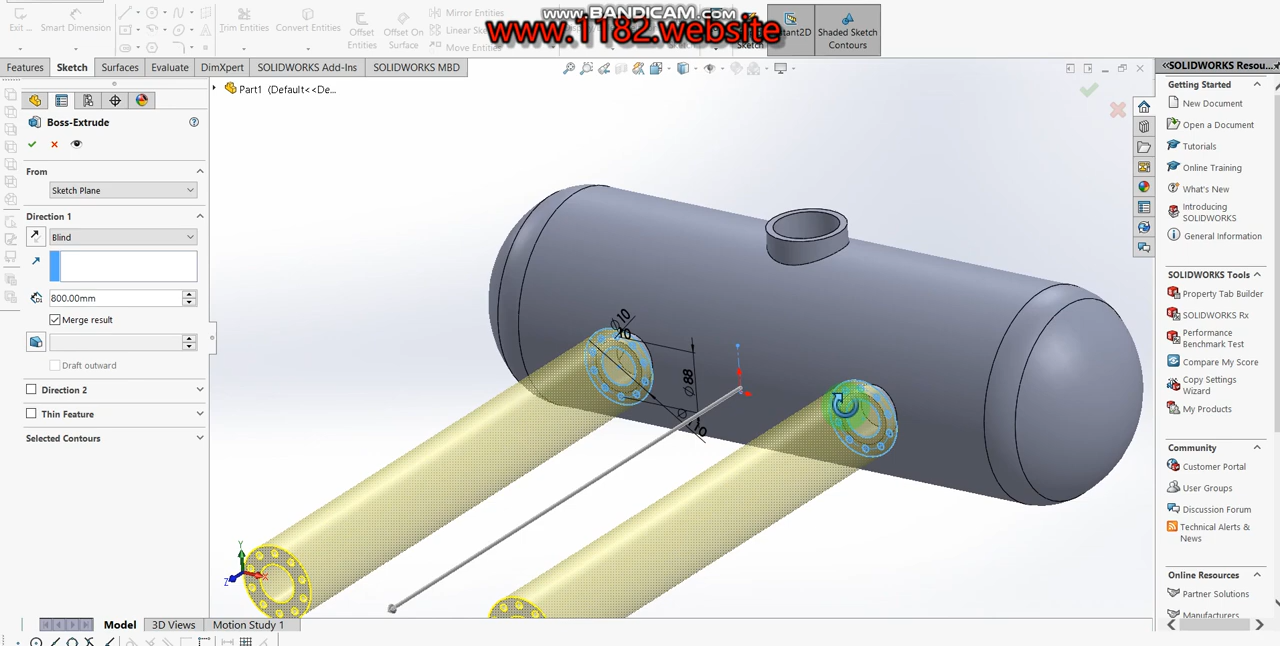 www.BANDICAM.com
www.1182.website
Exit ...
Smart Dimension
Trim Entities
Convert Entities
Offset
Entities
Offset On
Surface
Mirror Entities
Linear Sk
Move Entities
Sketch
tant2D
Shaded Sketch
Contours
Features
Sketch
Surfaces
Evaluate
DimXpert
SOLIDWORKS Add-Ins
SOLIDWORKS MBD
Part1 (Default<<De...
Boss-Extrude
From
Sketch Plane
Direction 1
Blind
800.00mm
Merge result
Draft outward
Direction 2
Thin Feature
Selected Contours
Ø10
Ø88
Y
Z
SOLIDWORKS Resou...
Getting Started
New Document
Open a Document
Tutorials
Online Training
What's New
Introducing
SOLIDWORKS
General Information
SOLIDWORKS Tools
Property Tab Builder
SOLIDWORKS Rx
Performance
Benchmark Test
Compare My Score
Copy Settings
Wizard
My Products
Community
Customer Portal
User Groups
Discussion Forum
Technical Alerts &
News
Online Resources
Partner Solutions
Manufacturers
Model
3D Views
Motion Study 1